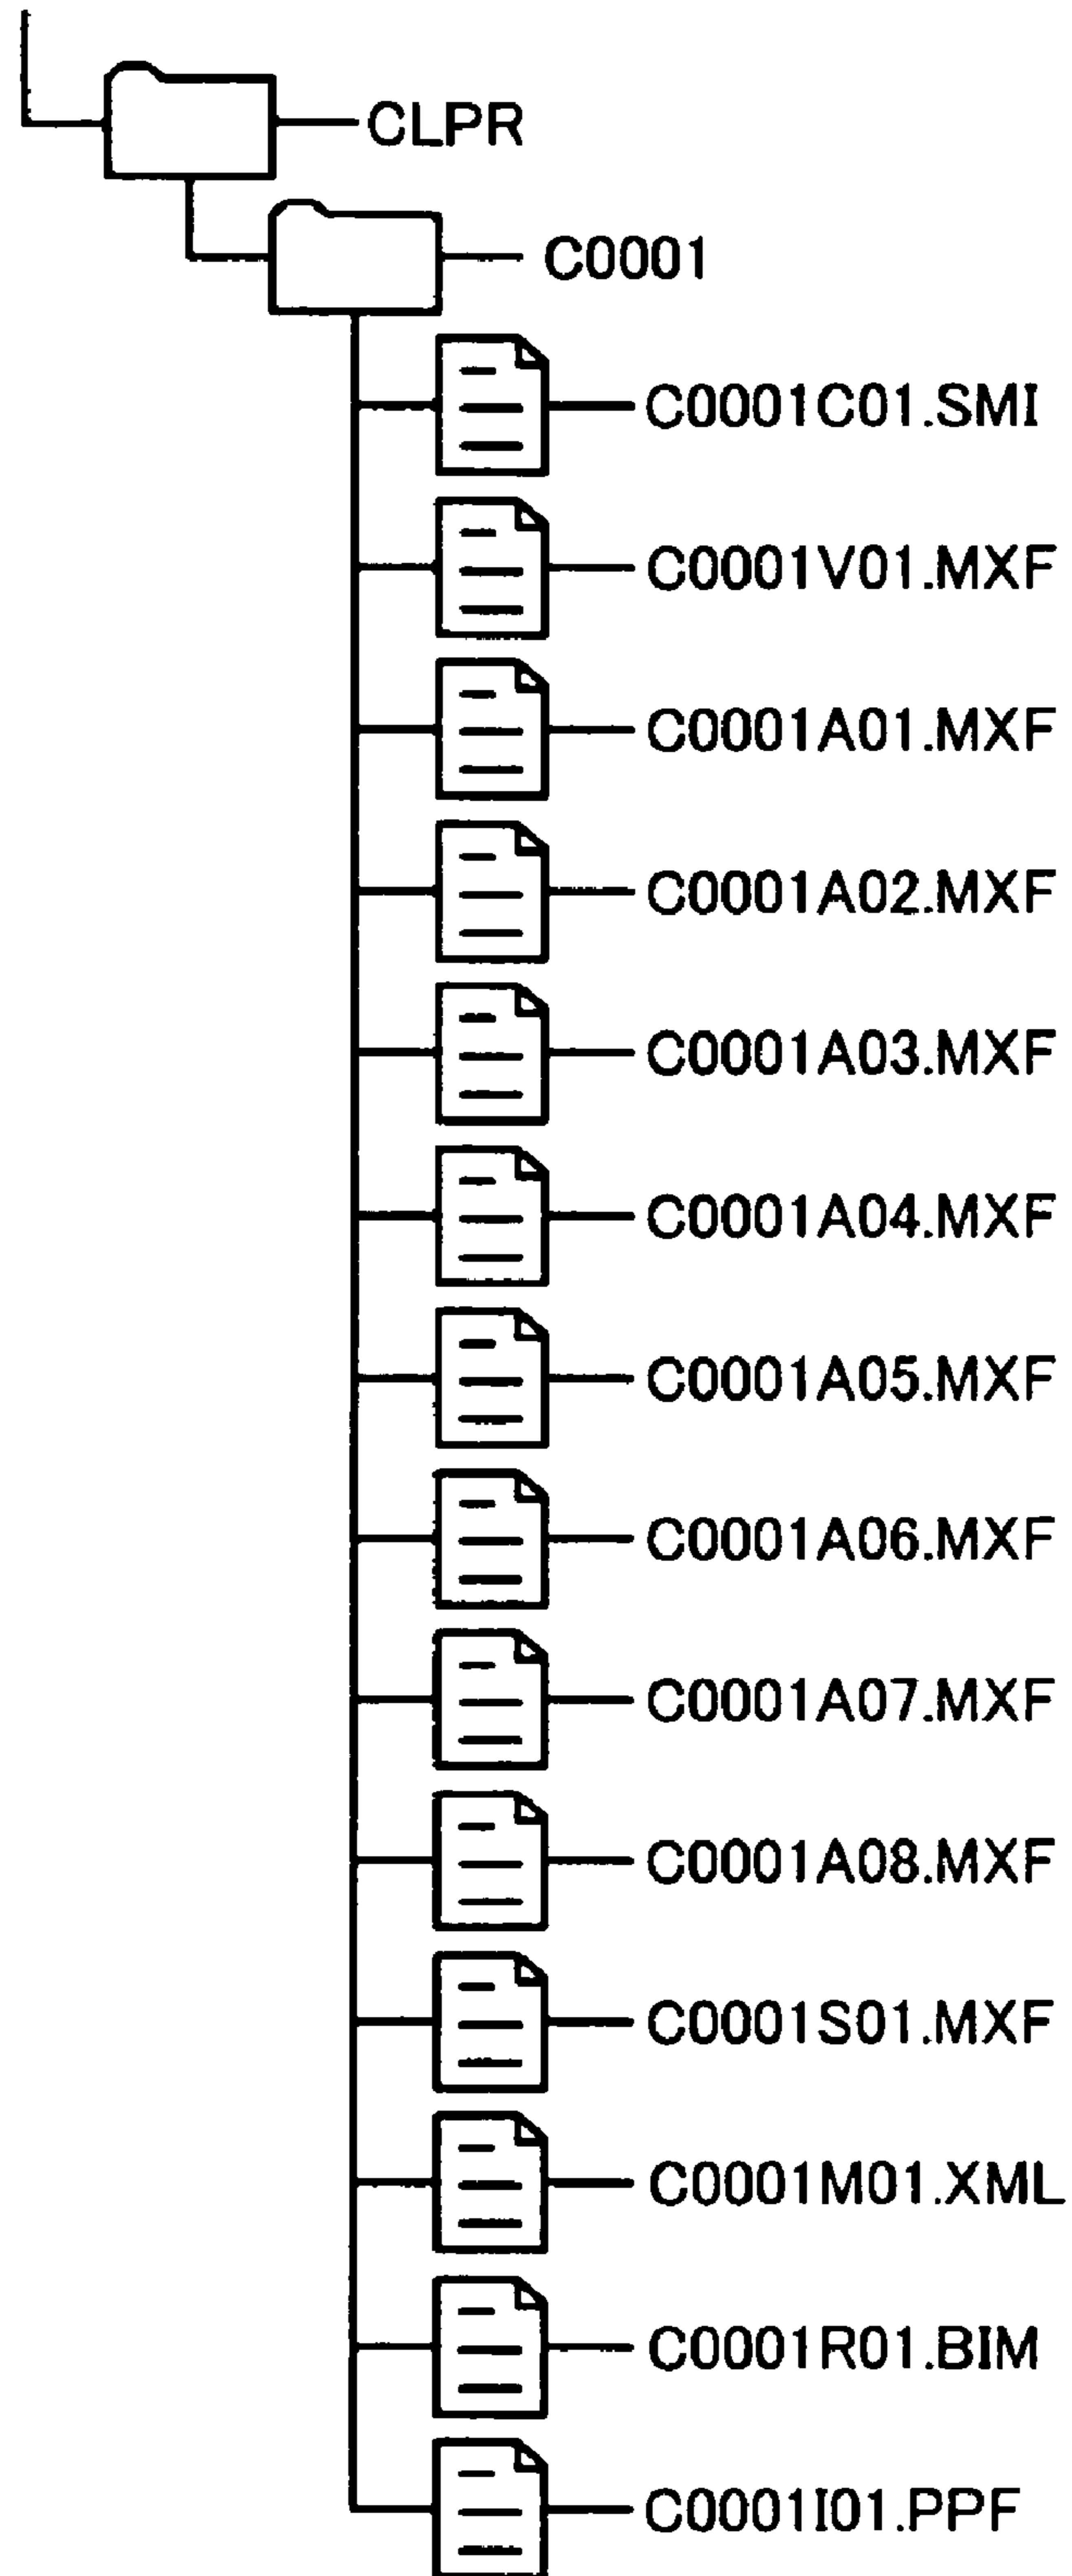 CLPR
C0001
C0001C01.SMI
C0001V01.MXF
C0001A01.MXF
C0001A02.MXF
C0001A03.MXF
C0001A04.MXF
C0001A05.MXF
C0001A06.MXF
C0001A07.MXF
C0001A08.MXF
C0001S01.MXF
C0001M01.XML
C0001R01.BIM
C0001I01.PPF